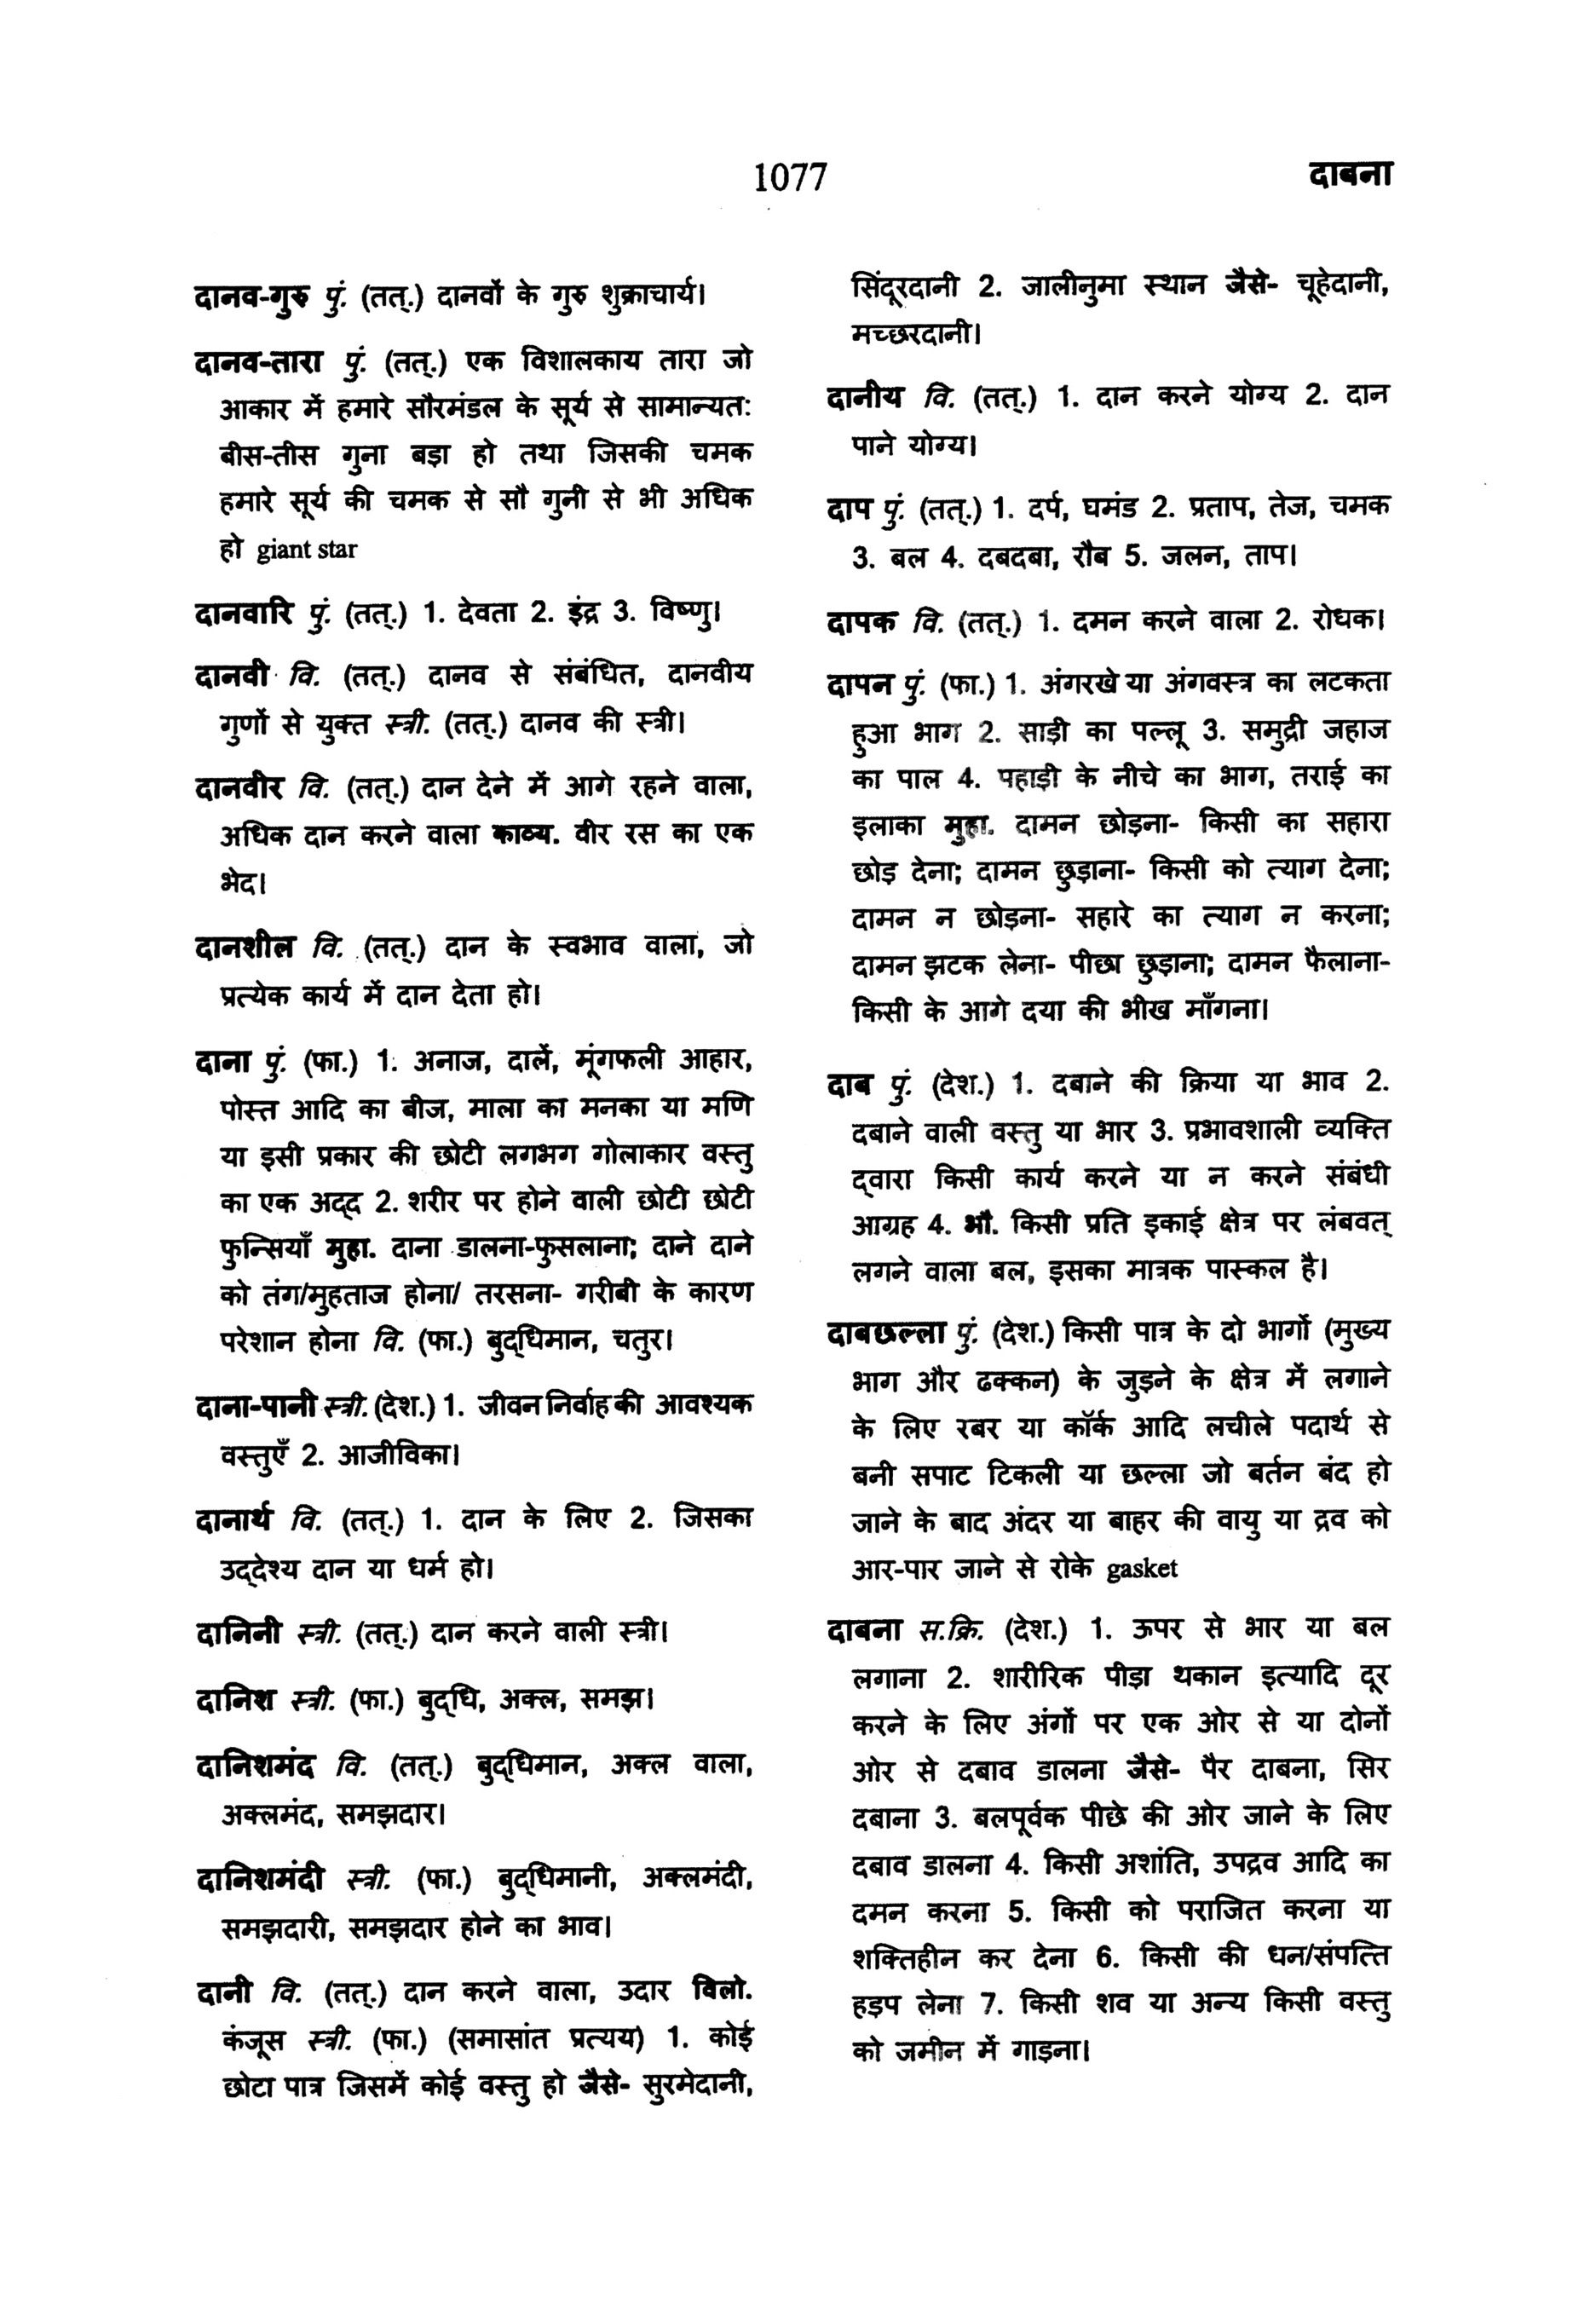 1077
दाबना
दानव-गुरु पुं. (तत्.) दानवों के गुरु शुक्राचार्य।
दानव-तारा पुं. (तत्.) एक विशालकाय तारा जो
आकार में हमारे सौरमंडल के सूर्य से सामान्यत:
बीस-तीस गुना बड़ा हो तथा जिसकी चमक
हमारे सूर्य की चमक से सौ गुनी से भी अधिक
हो giant star
दानवारि पुं. (तत्.) 1. देवता 2. इंद्र 3. विष्णु।
दानवी वि. (तत्.) दानव से संबंधित, दानवीय
गुणों से युक्त स्त्री. (तत्.) दानव की स्त्री।
दानवीर वि. (तत्.) दान देने में आगे रहने वाला,
अधिक दान करने वाला काव्य. वीर रस का एक
भेद।
दानशील वि. (तत्.) दान के स्वभाव वाला, जो
प्रत्येक कार्य में दान देता हो।
दाना पुं. (फा.) 1. अनाज, दालें, मूंगफली आहार,
पोस्त आदि का बीज, माला का मनका या मणि
या इसी प्रकार की छोटी लगभग गोलाकार वस्तु
का एक अद्द 2. शरीर पर होने वाली छोटी छोटी
फुन्सियाँ मुहा. दाना डालना-फुसलाना; दाने दाने
को तंग/मुहताज होना/ तरसना- गरीबी के कारण
परेशान होना वि. (फा.) बुद्‌धिमान, चतुर।
दाना-पानी स्त्री. (देश.) 1. जीवन निर्वाह की आवश्यक
वस्तुएँ 2. आजीविका।
दानार्थ वि. (तत्.) 1. दान के लिए 2. जिसका
उद्‌देश्य दान या धर्म हो।
दानिनी स्त्री. (तत्.) दान करने वाली स्त्री।
दानिश स्त्री. (फा.) बुद्‌धि, अक्ल, समझ।
दानिशमंद वि. (तत्.) बुद्‌धिमान, अक्ल वाला,
अक्लमंद, समझदार।
दानिशमंदी स्त्री. (फा.) बुद्‌धिमानी, अक्लमंदी,
समझदारी, समझदार होने का भाव।
दानी वि. (तत्.) दान करने वाला, उदार विलो.
कंजूस स्त्री. (फा.) (समासांत प्रत्यय) 1. कोई
छोटा पात्र जिसमें कोई वस्तु हो जैसे- सुरमेदानी,
सिंदूरदानी 2. जालीनुमा स्थान जैसे- चूहेदानी,
मच्छरदानी।
दानीय वि. (तत्.) 1. दान करने योग्य 2. दान
पाने योग्य।
दाप पुं. (तत्.) 1. दर्प, घमंड 2. प्रताप, तेज, चमक
3. बल 4. दबदबा, रौब 5. जलन, ताप।
दापक वि. (तत्.) 1. दमन करने वाला 2. रोधक।
दापन पुं. (फा.) 1. अंगरखे या अंगवस्त्र का लटकता
हुआ भाग 2. साड़ी का पल्लू 3. समुद्री जहाज
का पाल 4. पहाड़ी के नीचे का भाग, तराई का
इलाका मुहा. दामन छोड़ना- किसी का सहारा
छोड़ देना; दामन छुड़ाना- किसी को त्याग देना;
दामन न छोड़ना- सहारे का त्याग न करना;
दामन झटक लेना- पीछा छुड़ाना; दामन फैलाना-
किसी के आगे दया की भीख माँगना।
दाब पुं. (देश.) 1. दबाने की क्रिया या भाव 2.
दबाने वाली वस्तु या भार 3. प्रभावशाली व्यक्ति
द्‌वारा किसी कार्य करने या न करने संबंधी
आग्रह 4. भौ. किसी प्रति इकाई क्षेत्र पर लंबवत्
लगने वाला बल, इसका मात्रक पास्कल है।
दाबछल्ला पुं. (देश.) किसी पात्र के दो भागों (मुख्य
भाग और ढक्कन) के जुड़ने के क्षेत्र में लगाने
के लिए रबर या कॉर्क आदि लचीले पदार्थ से
बनी सपाट टिकली या छल्ला जो बर्तन बंद हो
जाने के बाद अंदर या बाहर की वायु या द्रव को
आर-पार जाने से रोके gasket
दाबना स.क्रि. (देश.) 1. ऊपर से भार या बल
लगाना 2. शारीरिक पीड़ा थकान इत्यादि दूर
करने के लिए अंगों पर एक ओर से या दोनों
ओर से दबाव डालना जैसे- पैर दाबना, सिर
दबाना 3. बलपूर्वक पीछे की ओर जाने के लिए
दबाव डालना 4. किसी अशांति, उपद्रव आदि का
दमन करना 5. किसी को पराजित करना या
शक्तिहीन कर देना 6. किसी की धन/संपत्ति
हड़प लेना 7. किसी शव या अन्य किसी वस्तु
को जमीन में गाड़ना।